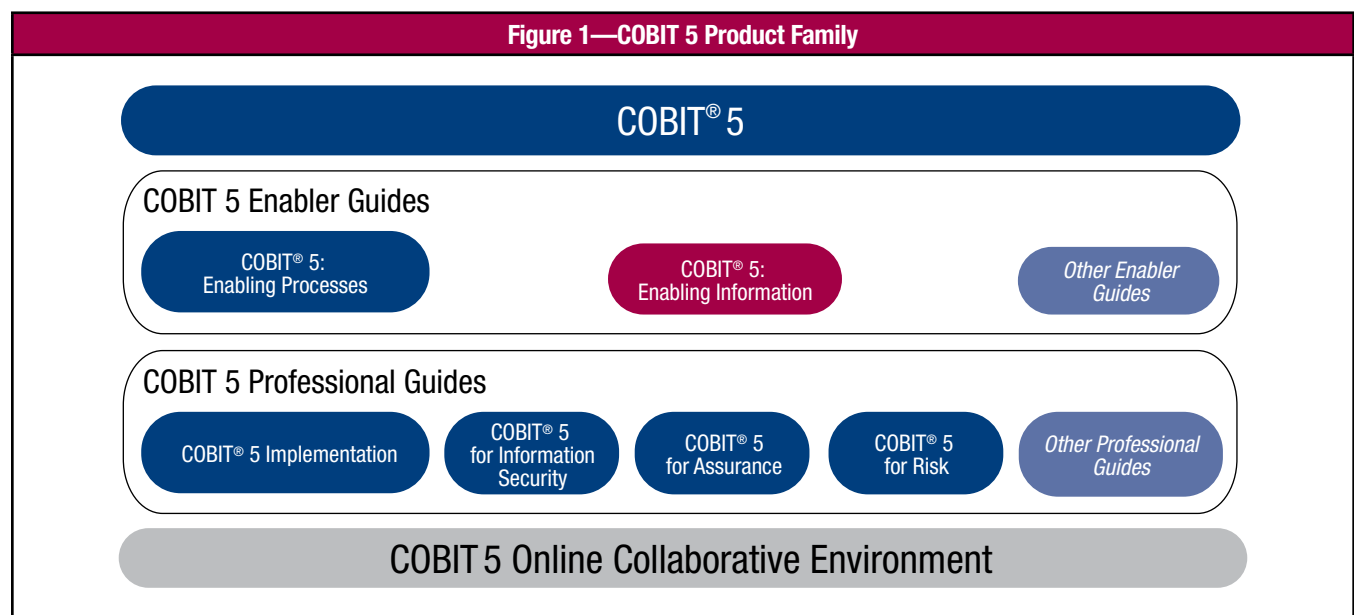 Figure 1—COBIT 5 Product Family
COBIT® 5
COBIT 5 Enabler Guides
COBIT® 5:
Enabling Processes
COBIT® 5:
Enabling Information
Other Enabler
Guides
COBIT 5 Professional Guides
COBIT® 5 Implementation
COBIT® 5
for Information
Security
COBIT® 5
for Assurance
COBIT® 5
for Risk
Other Professional
Guides
COBIT 5 Online Collaborative Environment